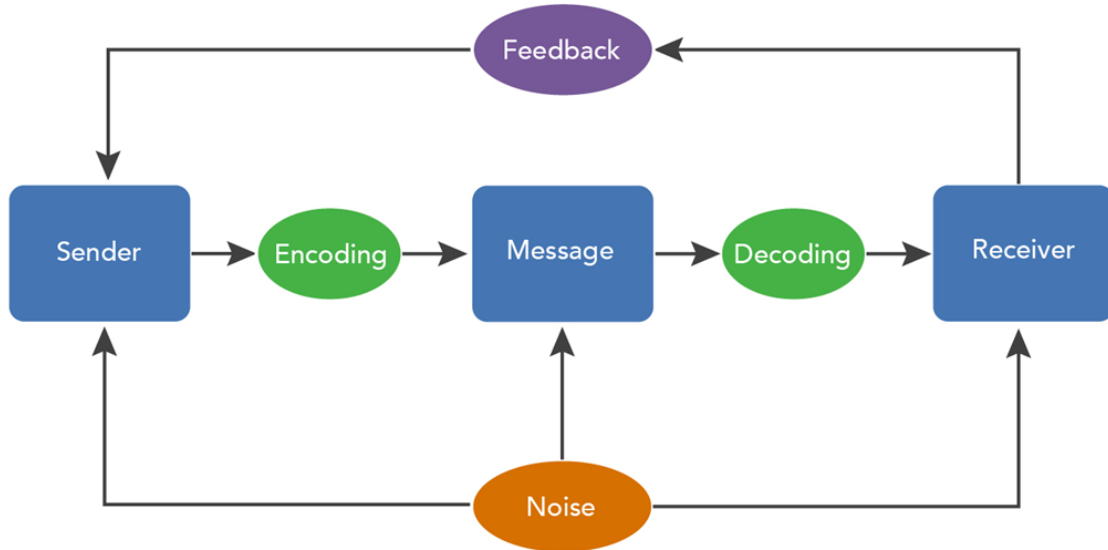 Feedback
Sender
Encoding
Message
Decoding
Receiver
Noise